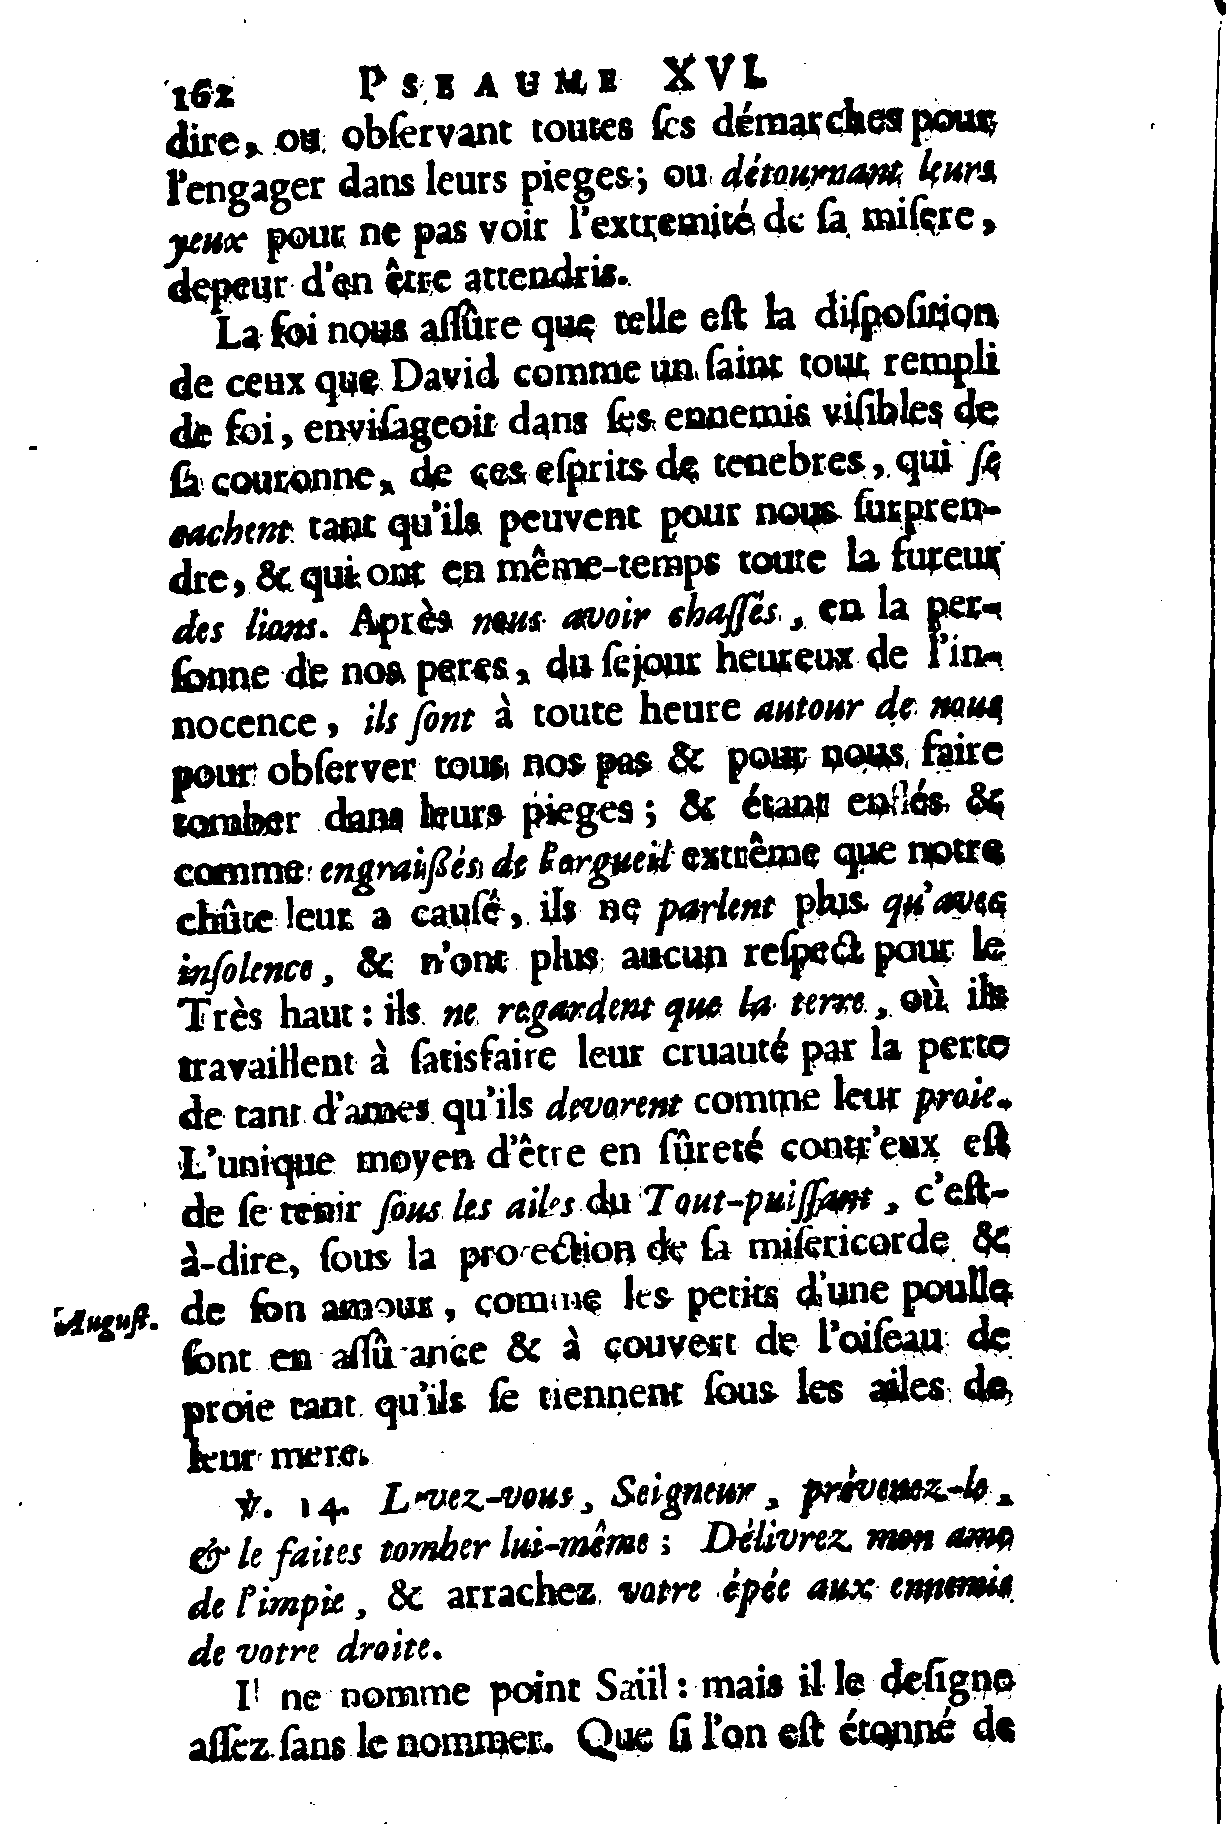 162 PSEAUME XVI.
dire, ou obſervant toutes ſes démarches pour
l'engager dans leurs pieges; ou détournant leurs
yeux pour ne pas voir l'extremité de ſa miſere,
depeur d'en être attendris.
La foi nous aſſûre que telle eſt la diſpoſition
de ceux que David comme un ſaint tout rempli
de foi, enviſageoit dans ſes ennemis viſibles de
ſa couronne, de ces eſprits de tenebres, qui ſe
cachent tant qu'ils peuvent pour nous ſurpren-
dre, & qui ont en même-temps toute la fureur
des lions. Après nous avoir chaſſés, en la per-
ſonne de nos peres, du ſejour heureux de l'in-
nocence, ils ſont à toute heure autour de nous
pour obſerver tous nos pas & pour nous faire
tomber dans leurs pieges; & étant enflés &
comme engraißés de l'orgueil extrême que notre
chûte leur a cauſé, ils ne parlent plus qu'avec
inſolence, & n'ont plus aucun reſpect pour le
Très haut: ils ne regardent que la terre, où ils
travaillent à ſatisfaire leur cruauté par la perte
de tant d'ames qu'ils devorent comme leur proie.
L'unique moyen d'être en ſûreté contr'eux eſt
de ſe tenir ſous les ailes du Tout-puiſſant, c'eſt-
à-dire, ſous la protection de ſa miſericorde &
August. de ſon amour, comme les petits d'une poulle
ſont en aſſûrance & à couvert de l'oiſeau de
proie tant qu'ils ſe tiennent ſous les ailes de
leur mere.
℣. 14. Levez-vous, Seigneur, prévenez-le,
& le faites tomber lui-même; Délivrez mon ame
de l'impie, & arrachez votre épée aux ennemis
de votre droite.
Il ne nomme point Saül: mais il le deſigne
aſſez ſans le nommer. Que ſi l'on eſt étonné de